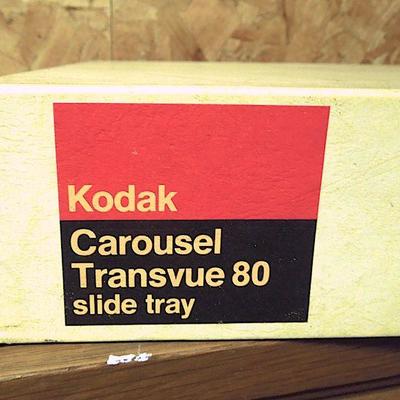 Kodak
Carousel
Transvue 80
slide tray